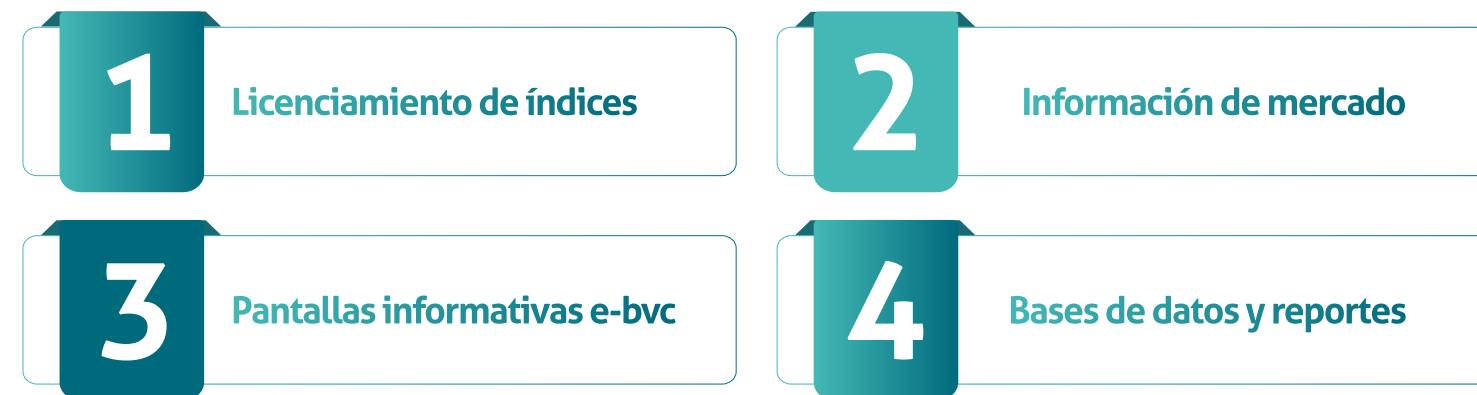 1
Licenciamiento de índices
2
Información de mercado
3
Pantallas informativas e-bvc
4
Bases de datos y reportes